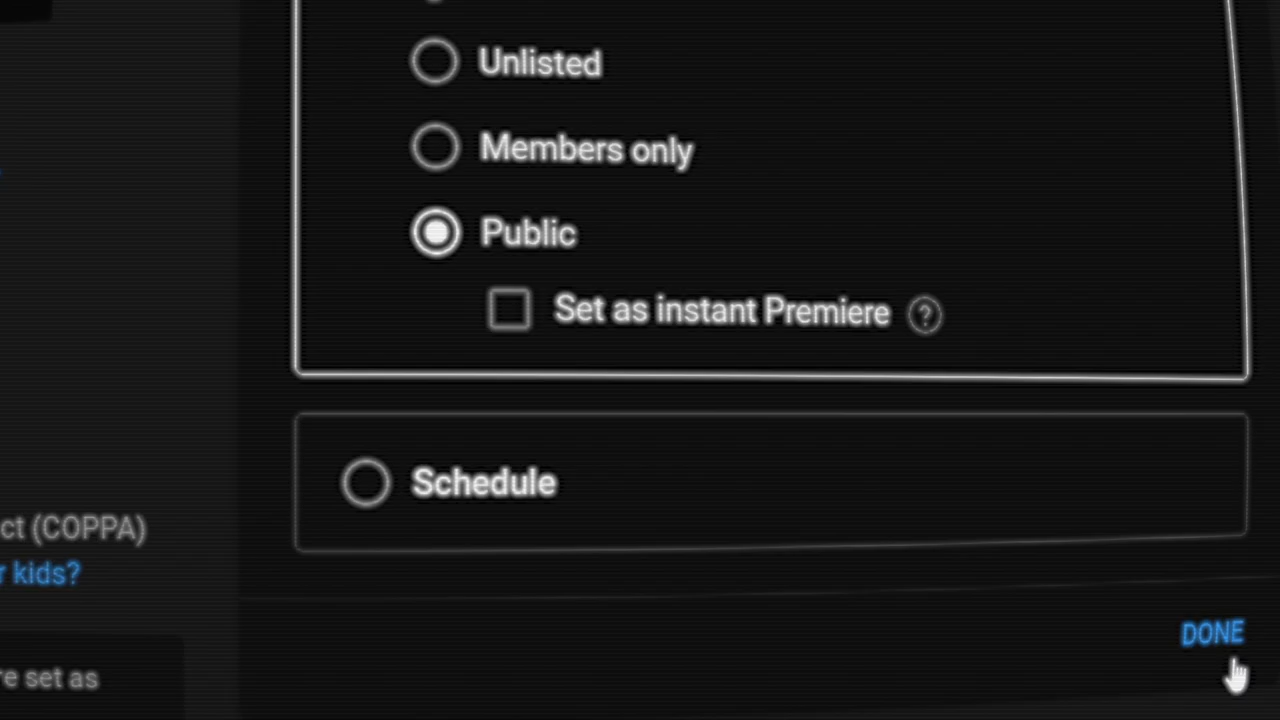 Unlisted
Members only
Public
Set as instant Premiere ?
Schedule
ct (COPPA)
r kids?
DONE
re set as